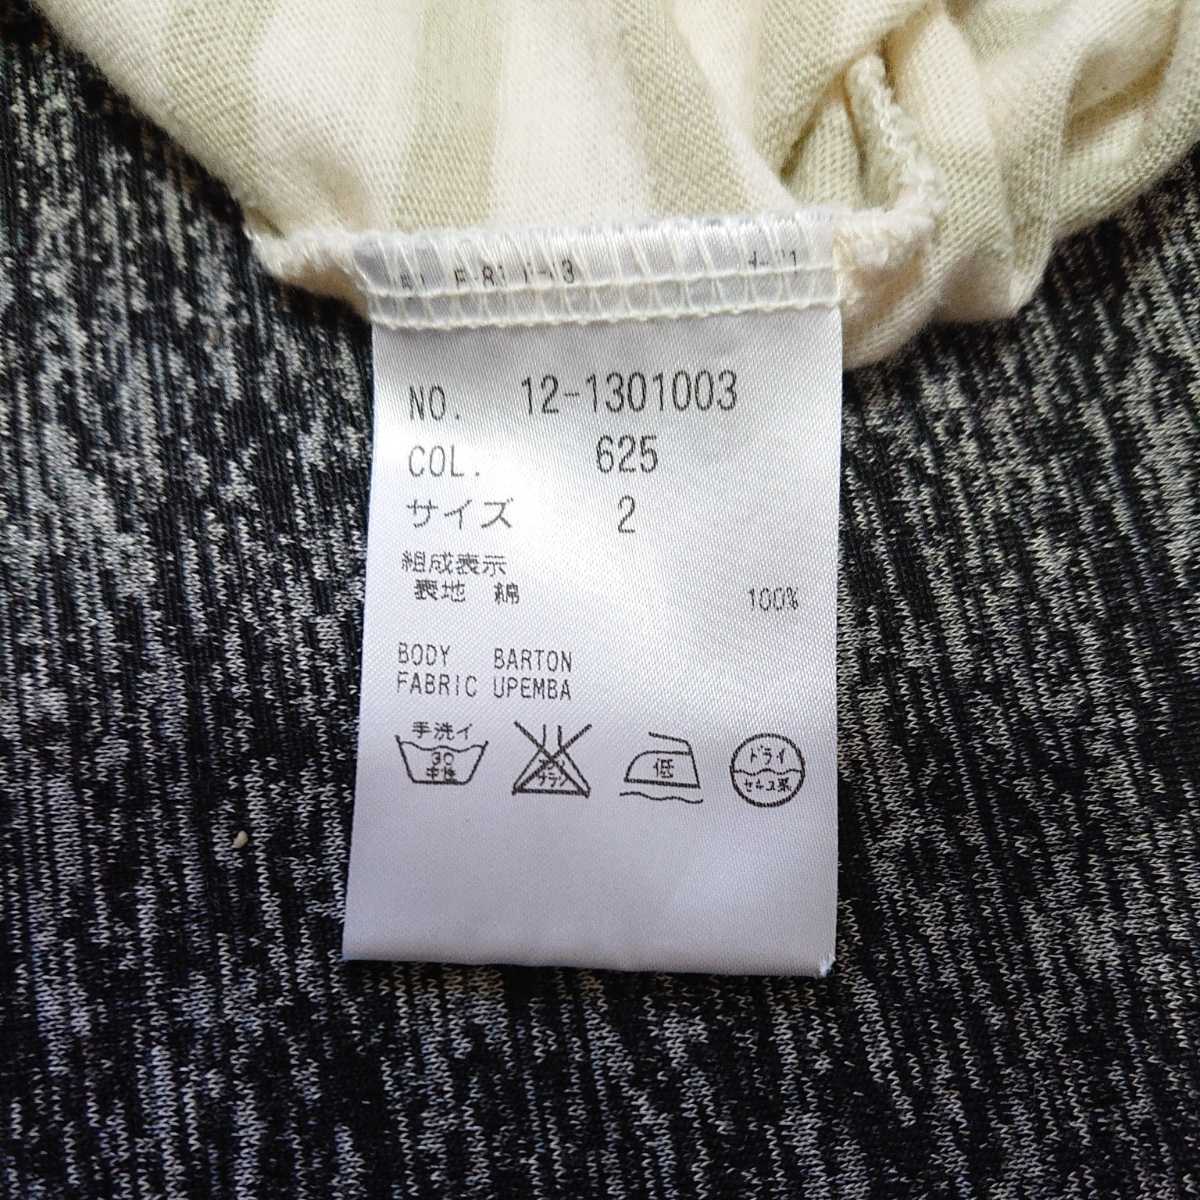 NO. 12-1301003
COL. 625
サイズ 2
組成表示
表地 綿 100%
BODY BARTON
FABRIC UPEMBA
手洗イ
30
中性
低
ドライ
セキユ系